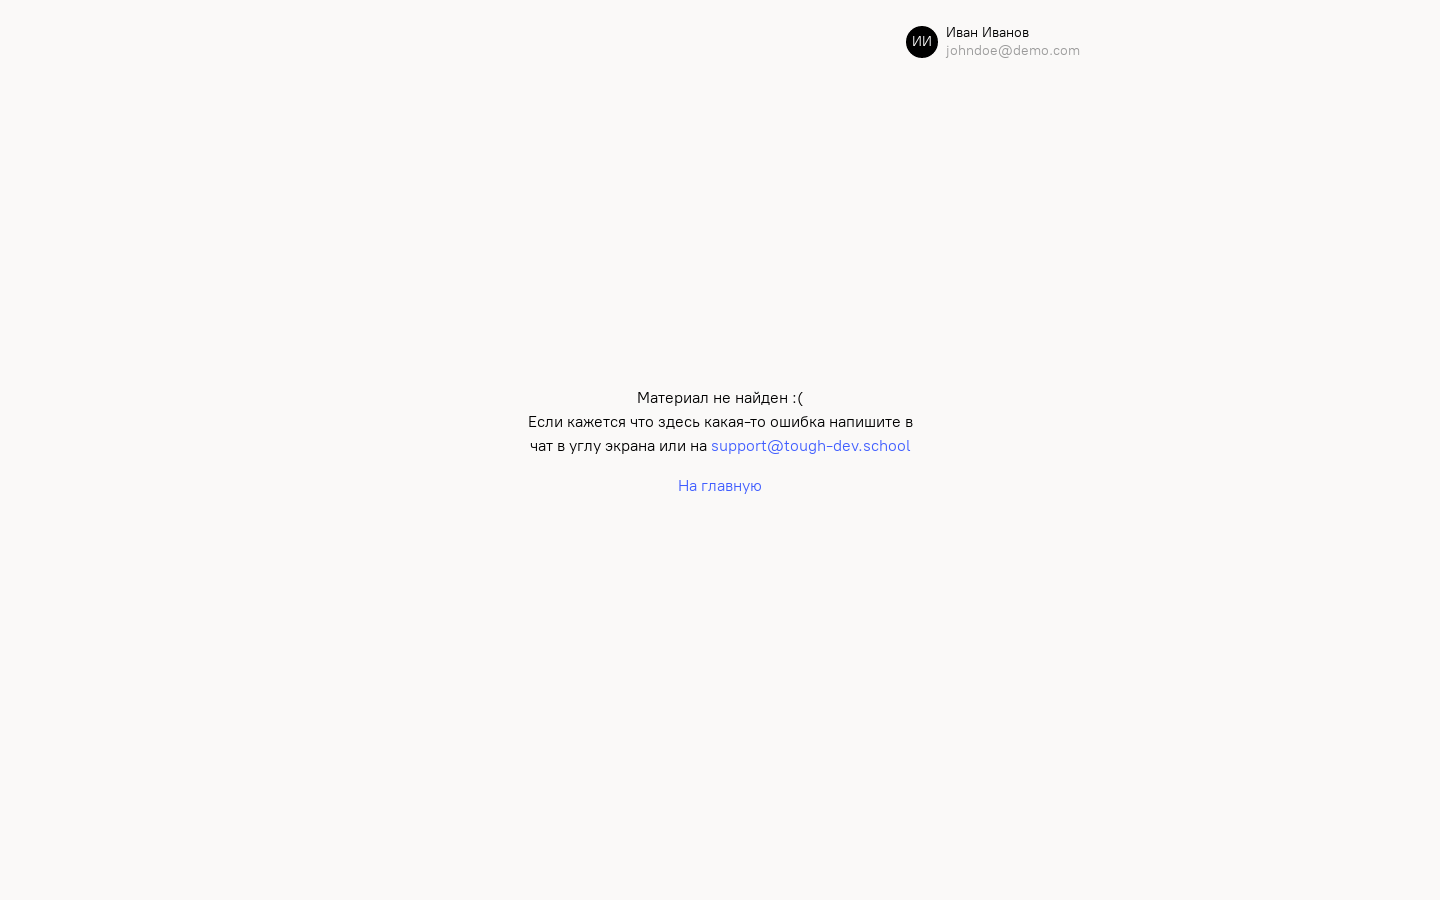 ИИ
Иван Иванов
johndoe@demo.com
Материал не найден :(
Если кажется что здесь какая-то ошибка напишите в
чат в углу экрана или на support@tough-dev.school
На главную